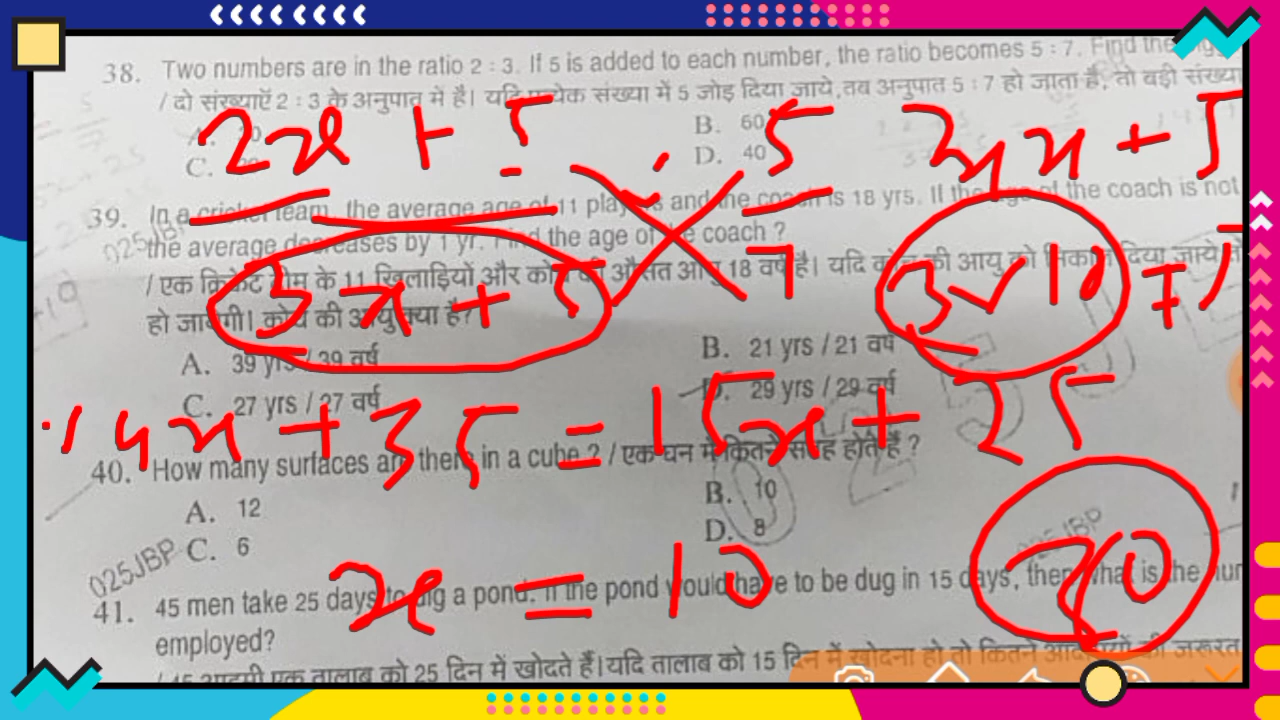 38. Two numbers are in the ratio 2 : 3. If 5 is added to each number, the ratio becomes 5 : 7. Find the
/ दो संख्याएँ 2 : 3 के अनुपात में है। यदि प्रत्येक संख्या में 5 जोड़ दिया जाये, तब अनुपात 5 : 7 हो जाता है, तो बड़ी संख्या
B. 60
C. D. 40
2x + 5 5 3x x + 5
39. In a cricket team, the average age of 11 players and the coach is 18 yrs. If the age of the coach is not
the average decreases by 1 yr. Find the age of the coach ?
/ एक क्रिकेट टीम के 11 खिलाड़ियों और कोच की औसत आयु 18 वर्ष है। यदि कोच की आयु को निकाल दिया जाये तो
हो जायेगी। कोच की आयु क्या है?
3x + 5 7 3 10
A. 39 yrs / 39 वर्ष B. 21 yrs / 21 वर्ष
C. 27 yrs / 27 वर्ष D. 29 yrs / 29 वर्ष
14x + 35 = 15x + 25
40. How many surfaces are there in a cube ? / एक घन में कितने सतह होते हैं ?
A. 12 B. 10
C. 6 D. 8
025JBP
x = 10
41. 45 men take 25 days to dig a pond. If the pond would have to be dug in 15 days, then what is the
employed?
/ 45 आदमी एक तालाब को 25 दिन में खोदते हैं। यदि तालाब को 15 दिन में खोदना हो तो कितने आदमियों की जरूरत